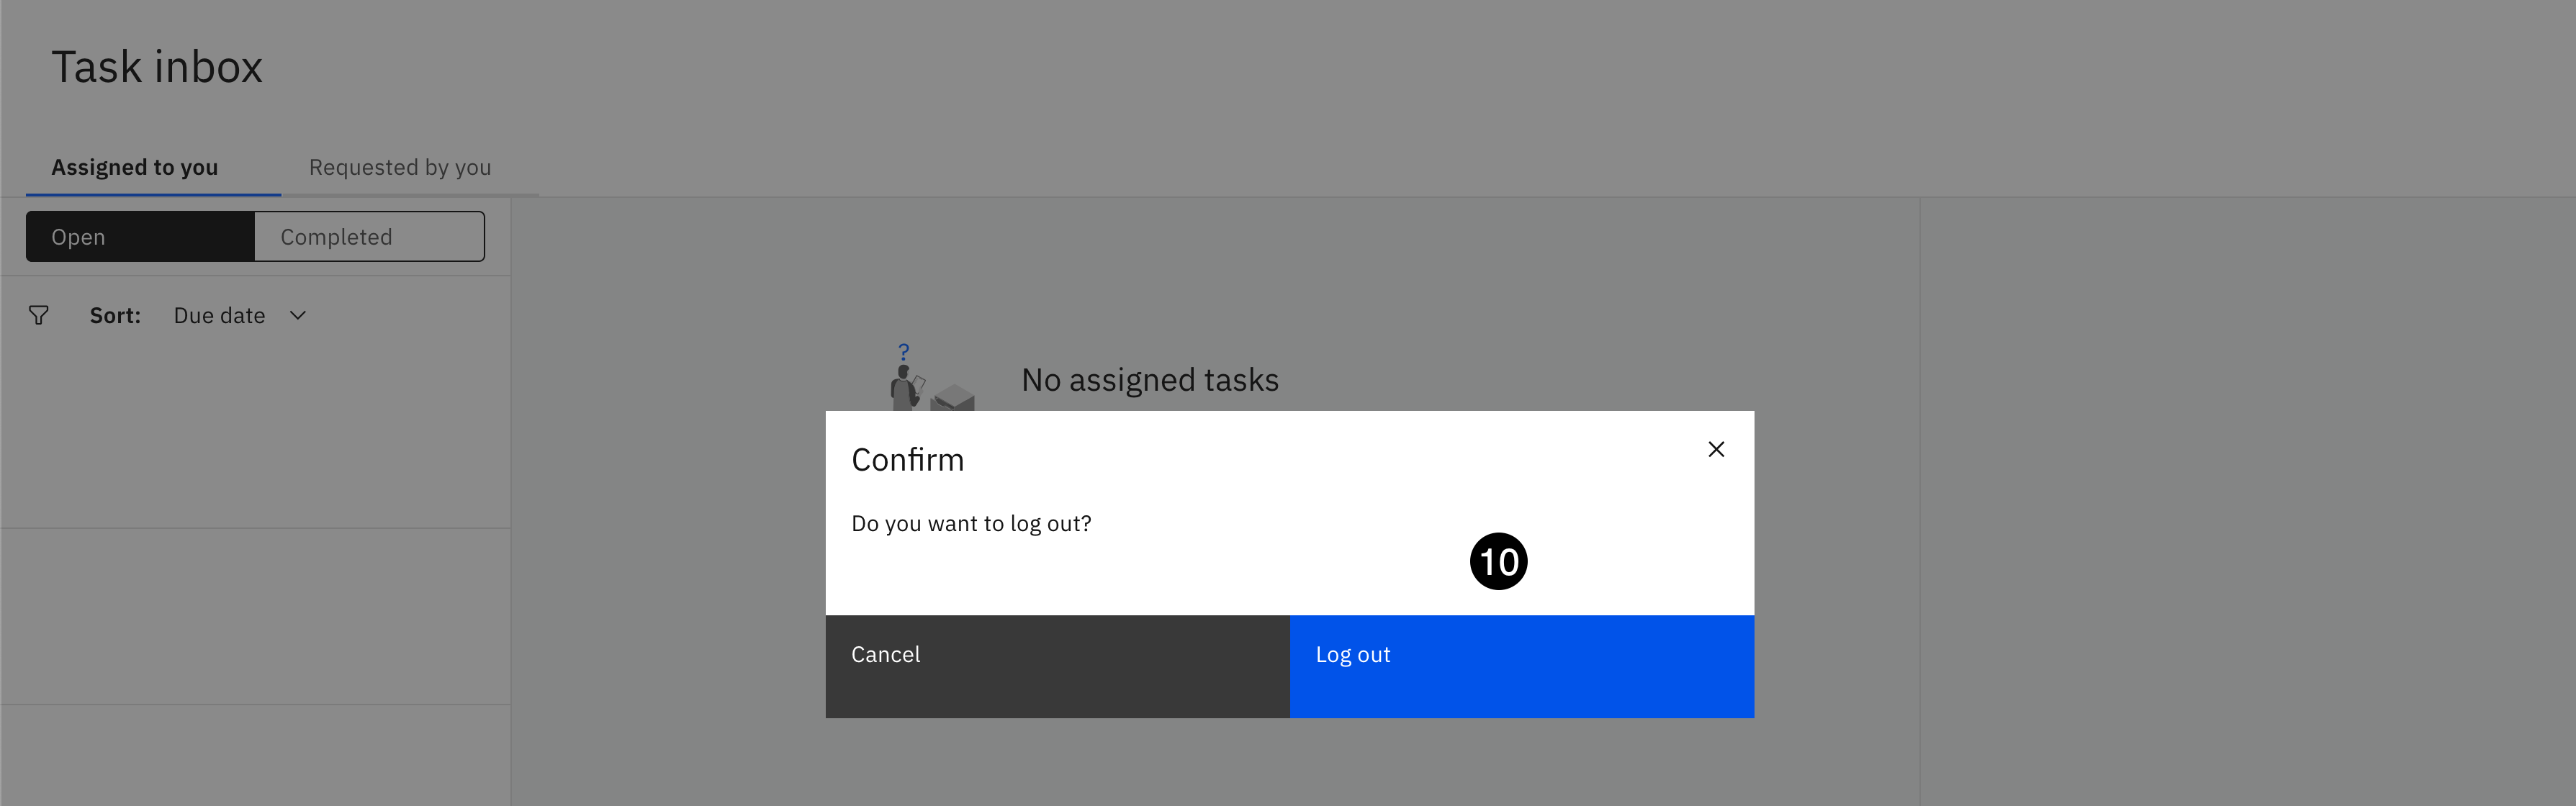 Task inbox
Assigned to you
Requested by you
Open
Completed
Sort: Due date
?
No assigned tasks
Confirm
Do you want to log out?
10
Cancel
Log out